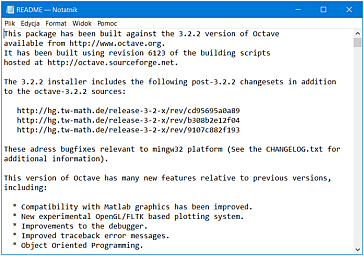 README — Notatnik
Plik Edycja Format Widok Pomoc
This package has been built against the 3.2.2 version of Octave
available from http://www.octave.org.
It has been built using revision 6123 of the building scripts
hosted at http://octave.sourceforge.net.
The 3.2.2 installer includes the following post-3.2.2 changesets in addition
to the octave-3.2.2 sources:
http://hg.tw-math.de/release-3-2-x/rev/cd95695a0a89
http://hg.tw-math.de/release-3-2-x/rev/b308b2e12f04
http://hg.tw-math.de/release-3-2-x/rev/9107c882f193
These adress bugfixes relevant to mingw32 platform (See the CHANGELOG.txt for
additional information).
This version of Octave has many new features relative to previous versions,
including:
* Compatibility with Matlab graphics has been improved.
* New experimental OpenGL/FLTK based plotting system.
* Improvements to the debugger.
* Improved traceback error messages.
* Object Oriented Programming.